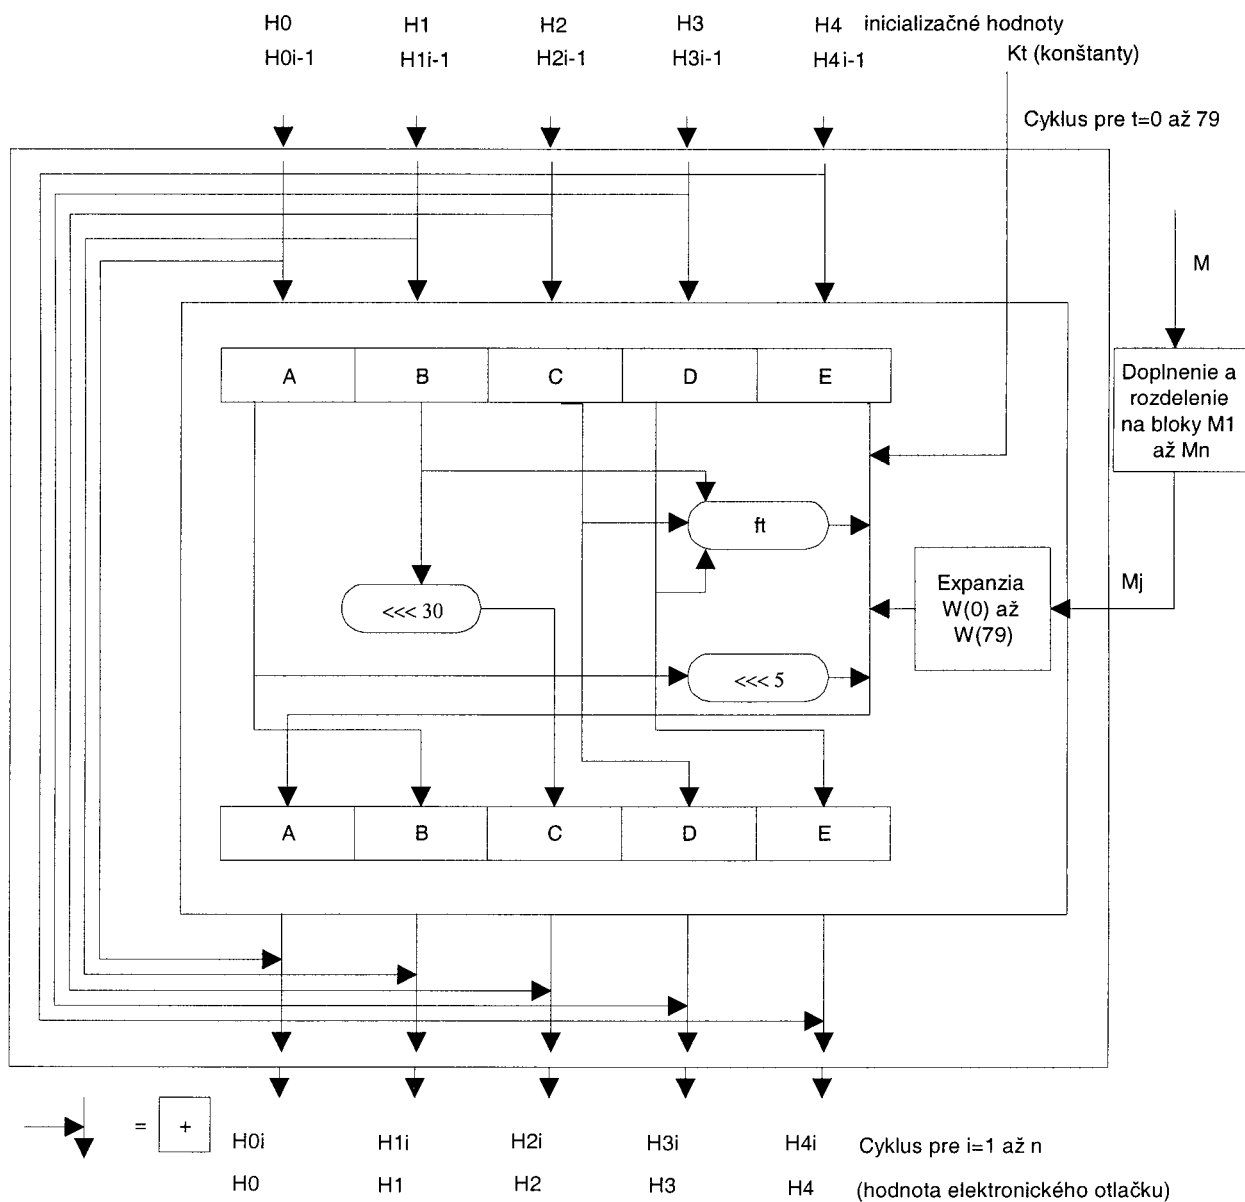 H0 H1 H2 H3 H4 inicializačné hodnoty
H0i-1 H1i-1 H2i-1 H3i-1 H4i-1 Kt (konštanty)
Cyklus pre t=0 až 79
M
A B C D E
Doplnenie a
rozdelenie
na bloky M1
až Mn
ft
<<< 30
Expanzia
W(0) až
W(79)
Mj
<<< 5
A B C D E
= +
H0i H1i H2i H3i H4i Cyklus pre i=1 až n
H0 H1 H2 H3 H4 (hodnota elektronického otlačku)